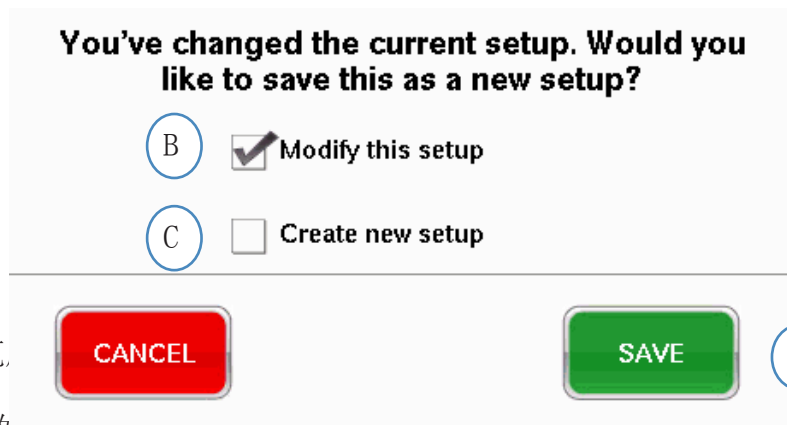 You've changed the current setup. Would you
like to save this as a new setup?
B Modify this setup
C Create new setup
CANCEL SAVE